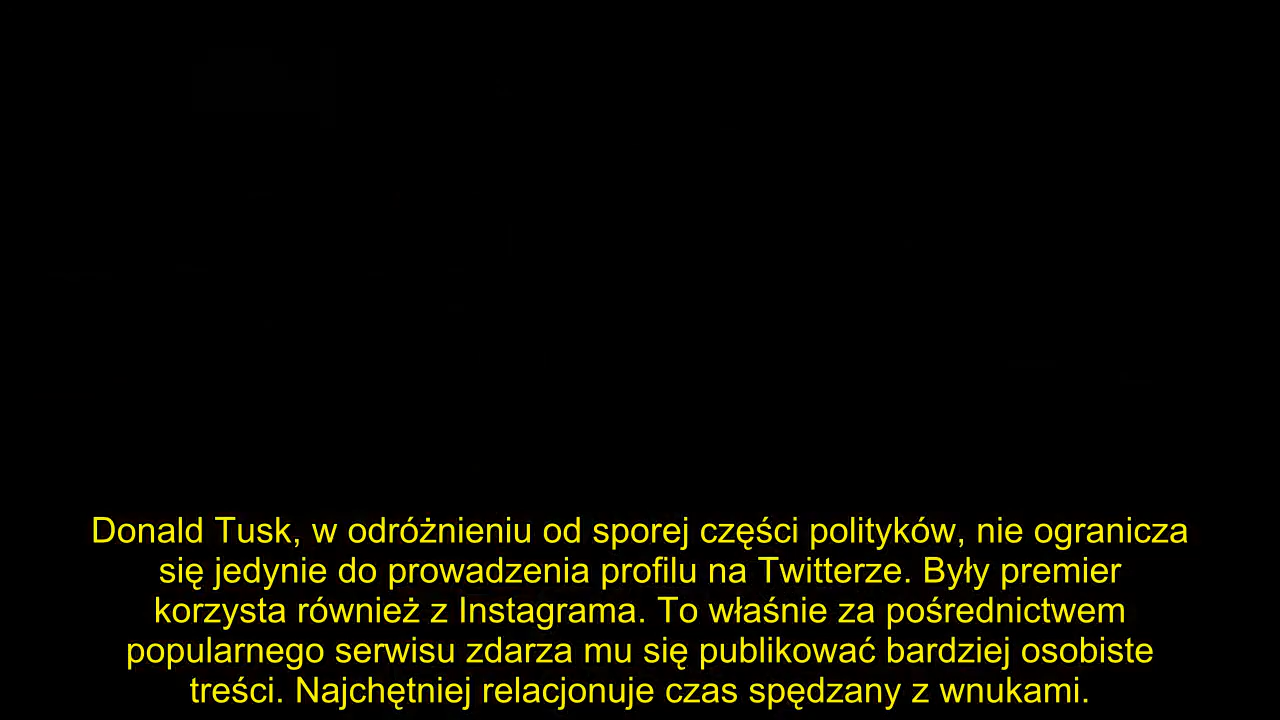 Donald Tusk, w odróżnieniu od sporej części polityków, nie ogranicza
się jedynie do prowadzenia profilu na Twitterze. Były premier
korzysta również z Instagrama. To właśnie za pośrednictwem
popularnego serwisu zdarza mu się publikować bardziej osobiste
treści. Najchętniej relacjonuje czas spędzany z wnukami.